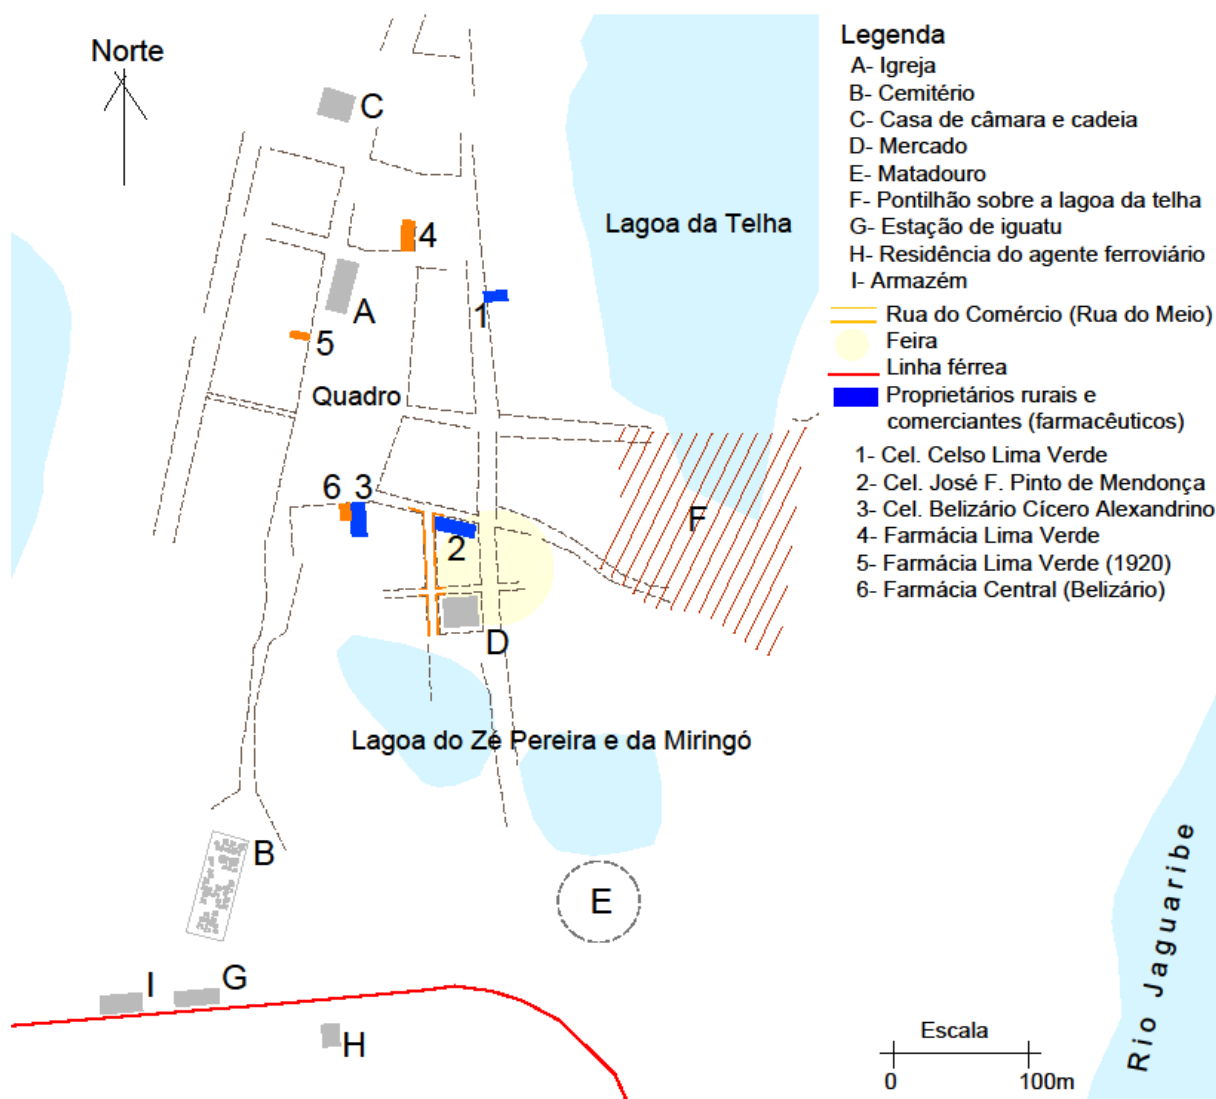 Norte
C
4
Lagoa da Telha
A
1
5
Quadro
6
3
2
F
D
Lagoa do Zé Pereira e da Miringó
B
E
I
G
H
Rio Jaguaribe
Escala
0
100m
Legenda
A- Igreja
B- Cemitério
C- Casa de câmara e cadeia
D- Mercado
E- Matadouro
F- Pontilhão sobre a lagoa da telha
G- Estação de iguatu
H- Residência do agente ferroviário
I- Armazém
Rua do Comércio (Rua do Meio)
Feira
Linha férrea
Proprietários rurais e
comerciantes (farmacêuticos)
1- Cel. Celso Lima Verde
2- Cel. José F. Pinto de Mendonça
3- Cel. Belizário Cícero Alexandrino
4- Farmácia Lima Verde
5- Farmácia Lima Verde (1920)
6- Farmácia Central (Belizário)